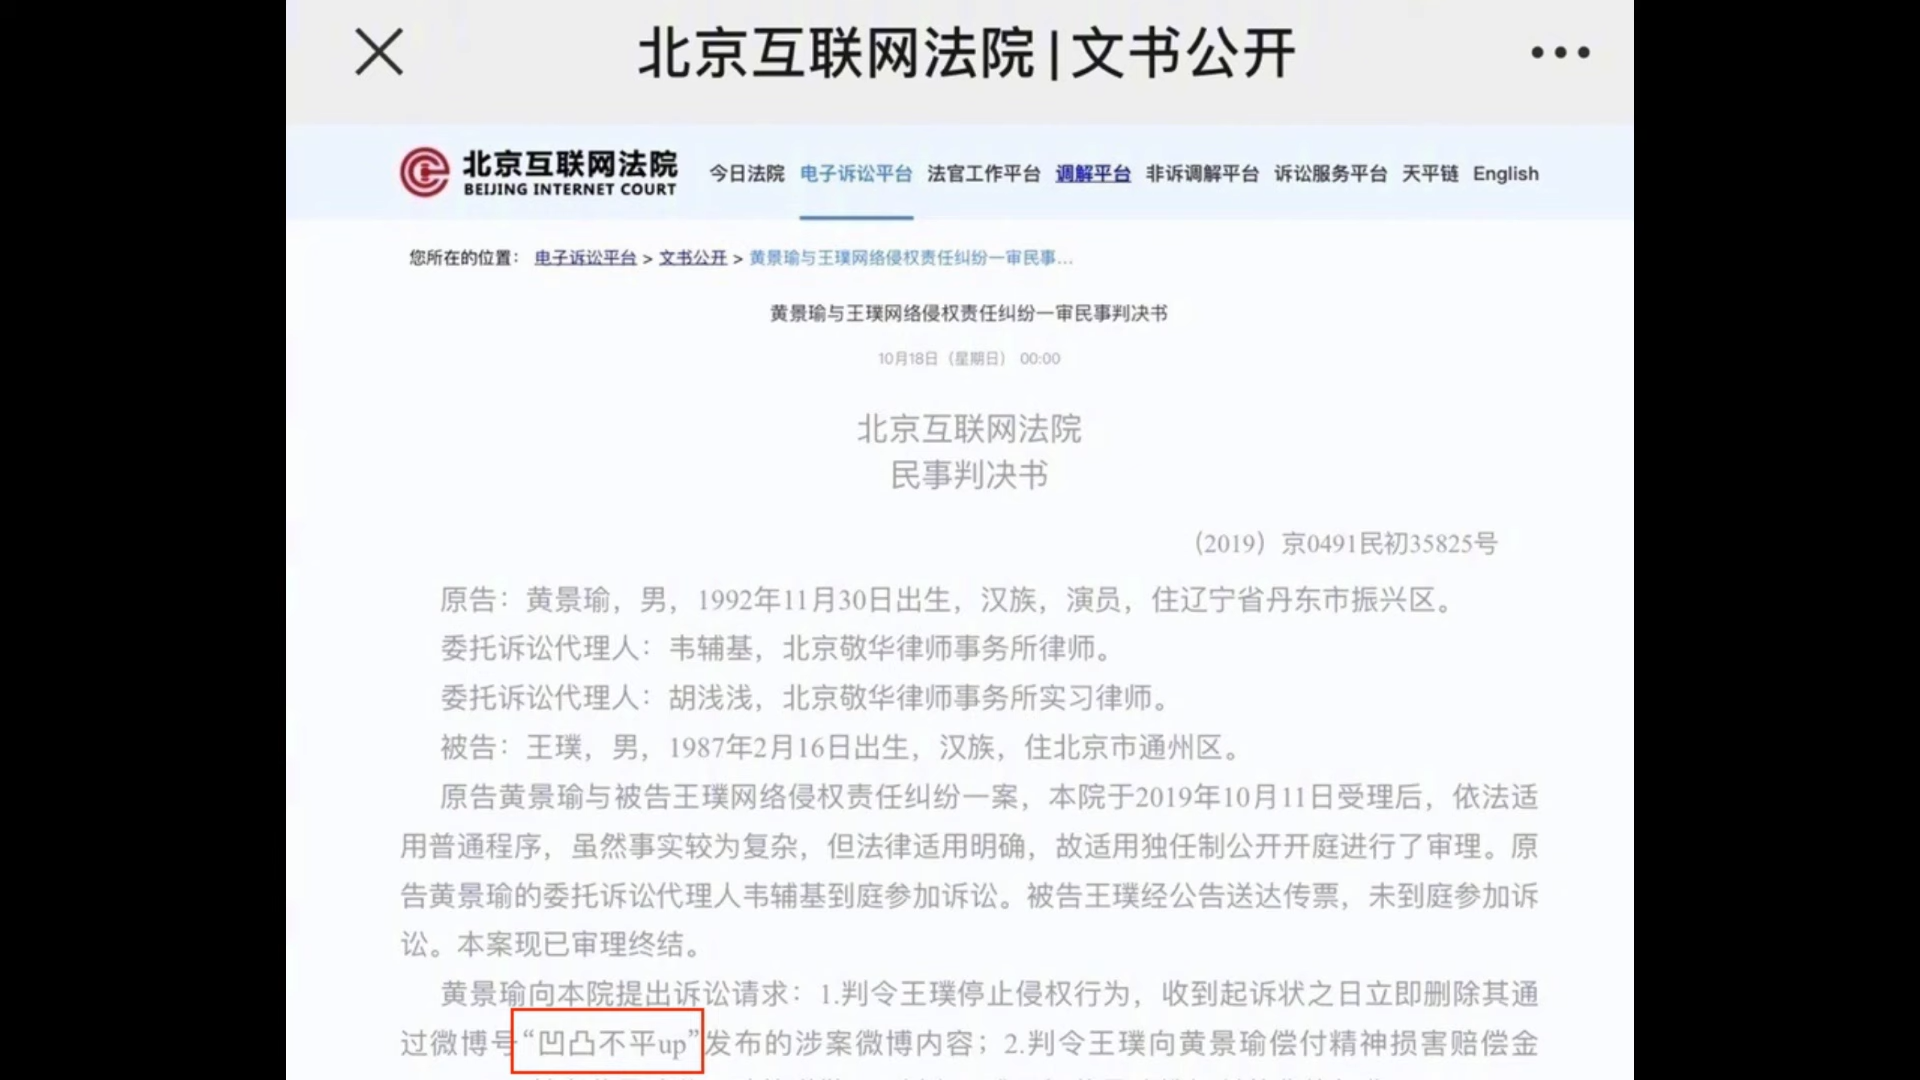 北京互联网法院|文书公开
北京互联网法院
BEIJING INTERNET COURT
今日法院 电子诉讼平台 法官工作平台 调解平台 非诉调解平台 诉讼服务平台 天平链 English
您所在的位置： 电子诉讼平台 > 文书公开 > 黄景瑜与王璞网络侵权责任纠纷一审民事...
黄景瑜与王璞网络侵权责任纠纷一审民事判决书
10月18日（星期日） 00:00
北京互联网法院
民事判决书
（2019）京0491民初35825号
原告：黄景瑜，男，1992年11月30日出生，汉族，演员，住辽宁省丹东市振兴区。
委托诉讼代理人：韦辅基，北京敬华律师事务所律师。
委托诉讼代理人：胡浅浅，北京敬华律师事务所实习律师。
被告：王璞，男，1987年2月16日出生，汉族，住北京市通州区。
原告黄景瑜与被告王璞网络侵权责任纠纷一案，本院于2019年10月11日受理后，依法适
用普通程序，虽然事实较为复杂，但法律适用明确，故适用独任制公开开庭进行了审理。原
告黄景瑜的委托诉讼代理人韦辅基到庭参加诉讼。被告王璞经公告送达传票，未到庭参加诉
讼。本案现已审理终结。
黄景瑜向本院提出诉讼请求：1.判令王璞停止侵权行为，收到起诉状之日立即删除其通
过微博号“凹凸不平up”发布的涉案微博内容；2.判令王璞向黄景瑜偿付精神损害赔偿金